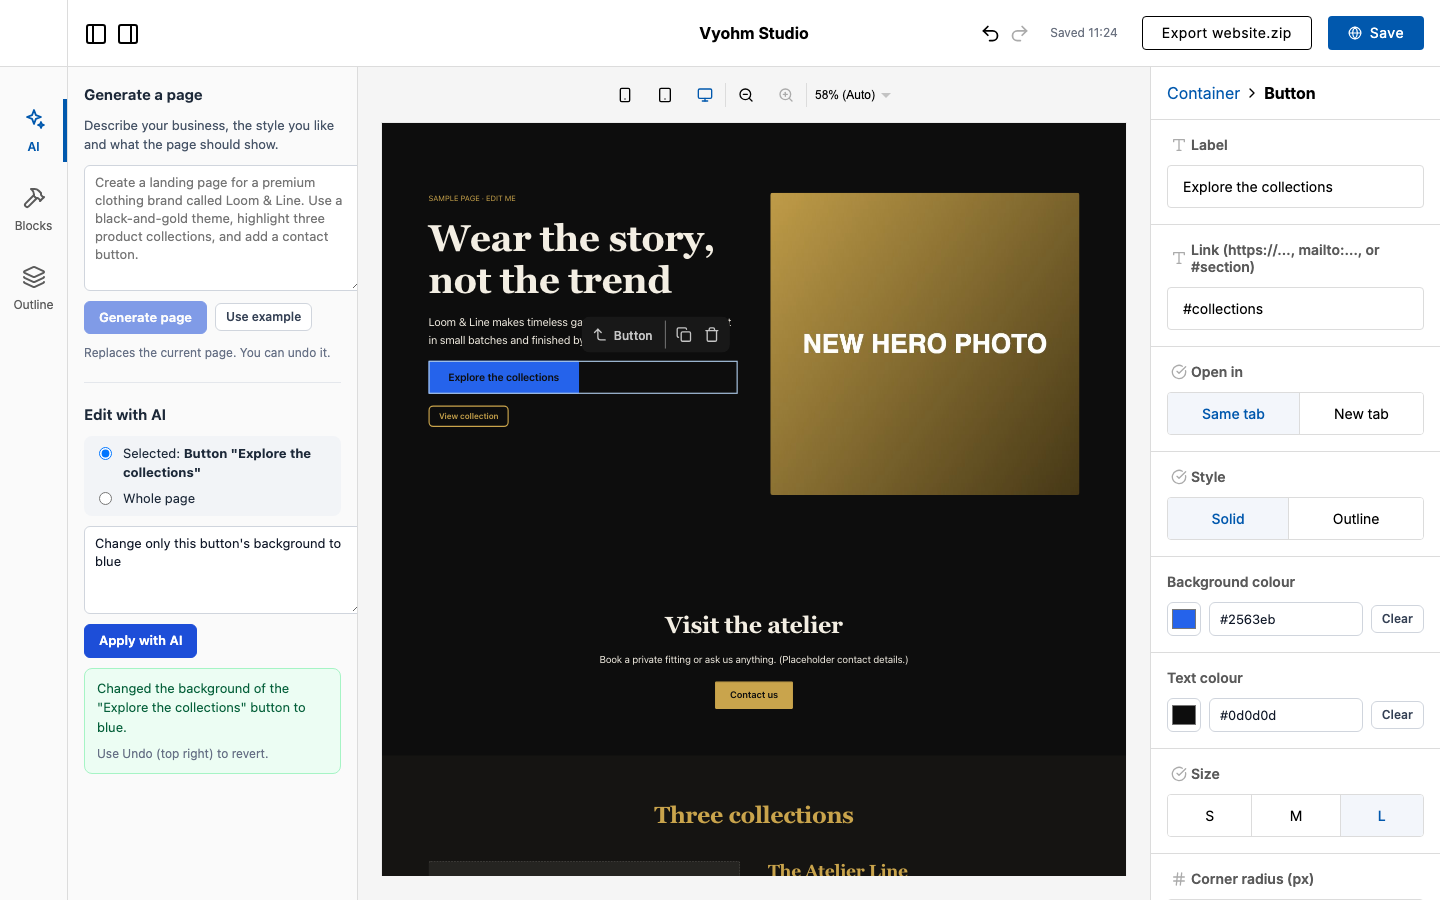 Vyohm Studio
Saved 11:24
Export website.zip
Save
AI
Blocks
Outline
Generate a page
Describe your business, the style you like
and what the page should show.
Create a landing page for a premium
clothing brand called Loom & Line. Use a
black-and-gold theme, highlight three
product collections, and add a contact
button.
Generate page
Use example
Replaces the current page. You can undo it.
Edit with AI
Selected: Button "Explore the
collections"
Whole page
Change only this button's background to
blue
Apply with AI
Changed the background of the
"Explore the collections" button to
blue.
Use Undo (top right) to revert.
58% (Auto)
SAMPLE PAGE · EDIT ME
Wear the story,
not the trend
Loom & Line makes timeless
in small batches and finished by
Button
Explore the collections
View collection
NEW HERO PHOTO
Visit the atelier
Book a private fitting or ask us anything. (Placeholder contact details.)
Contact us
Three collections
The Atelier Line
Container > Button
Label
Explore the collections
Link (https://..., mailto:..., or
#section)
#collections
Open in
Same tab
New tab
Style
Solid
Outline
Background colour
#2563eb
Clear
Text colour
#0d0d0d
Clear
Size
S
M
L
Corner radius (px)